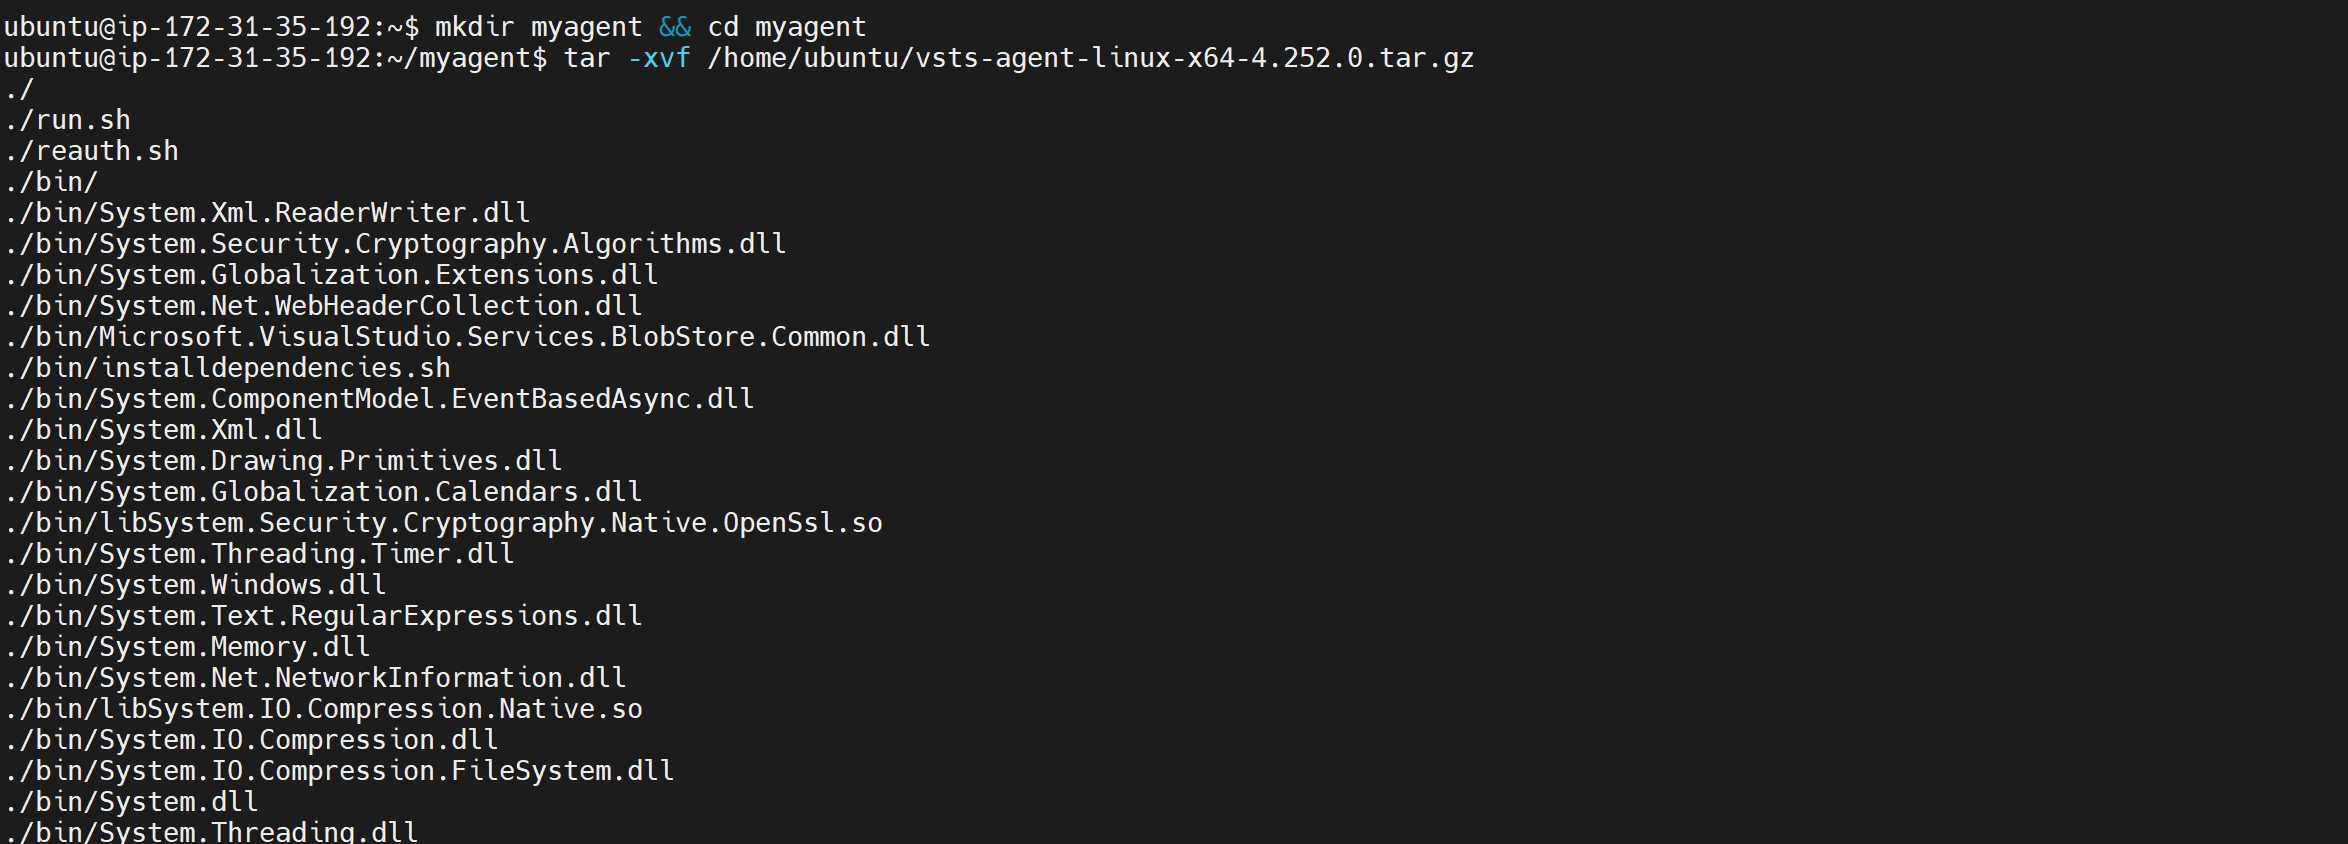 ubuntu@ip-172-31-35-192:~$ mkdir myagent && cd myagent
ubuntu@ip-172-31-35-192:~/myagent$ tar -xvf /home/ubuntu/vsts-agent-linux-x64-4.252.0.tar.gz
./
./run.sh
./reauth.sh
./bin/
./bin/System.Xml.ReaderWriter.dll
./bin/System.Security.Cryptography.Algorithms.dll
./bin/System.Globalization.Extensions.dll
./bin/System.Net.WebHeaderCollection.dll
./bin/Microsoft.VisualStudio.Services.BlobStore.Common.dll
./bin/installdependencies.sh
./bin/System.ComponentModel.EventBasedAsync.dll
./bin/System.Xml.dll
./bin/System.Drawing.Primitives.dll
./bin/System.Globalization.Calendars.dll
./bin/libSystem.Security.Cryptography.Native.OpenSsl.so
./bin/System.Threading.Timer.dll
./bin/System.Windows.dll
./bin/System.Text.RegularExpressions.dll
./bin/System.Memory.dll
./bin/System.Net.NetworkInformation.dll
./bin/libSystem.IO.Compression.Native.so
./bin/System.IO.Compression.dll
./bin/System.IO.Compression.FileSystem.dll
./bin/System.dll
./bin/System.Threading.dll